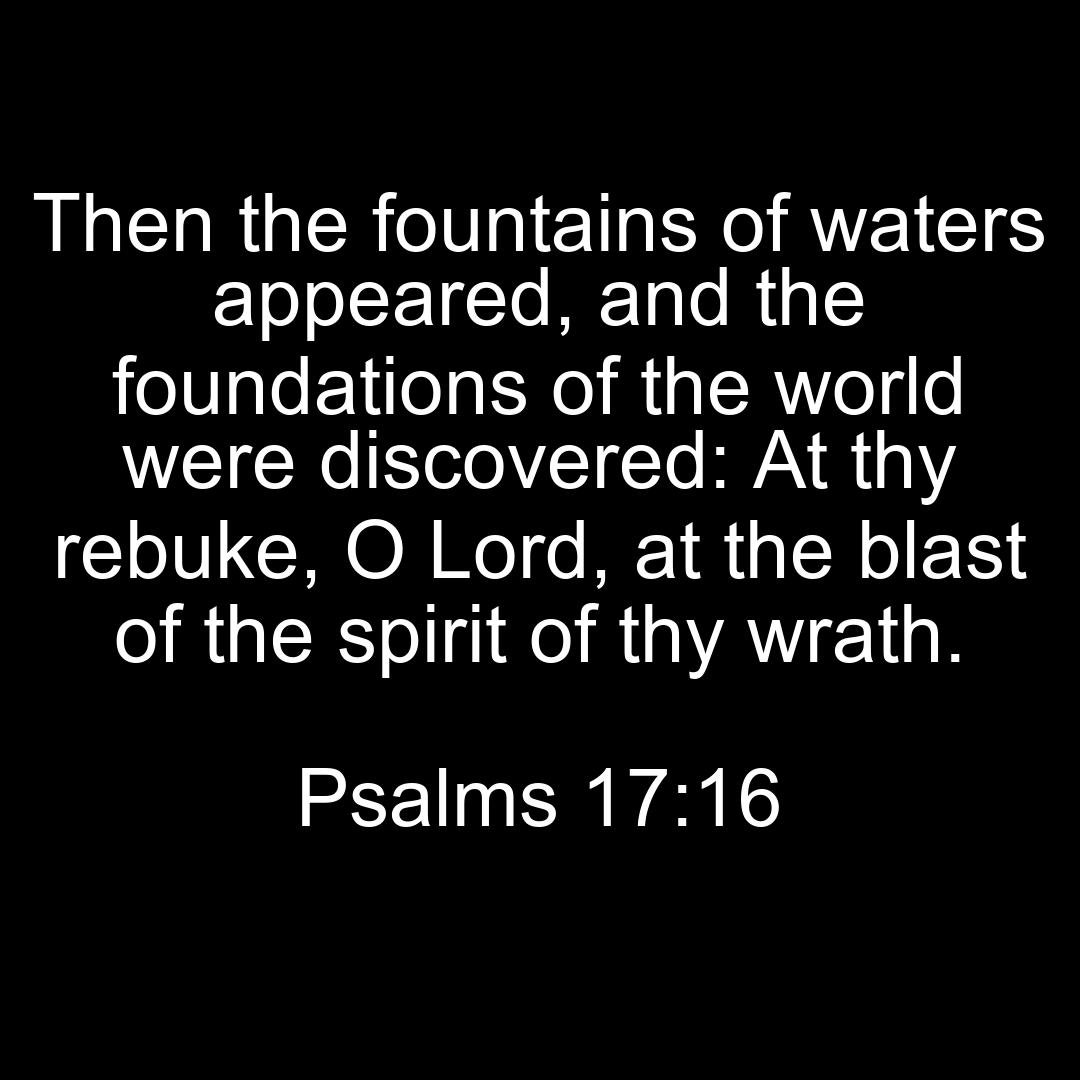 Then the fountains of waters
appeared, and the
foundations of the world
were discovered: At thy
rebuke, O Lord, at the blast
of the spirit of thy wrath.
Psalms 17:16